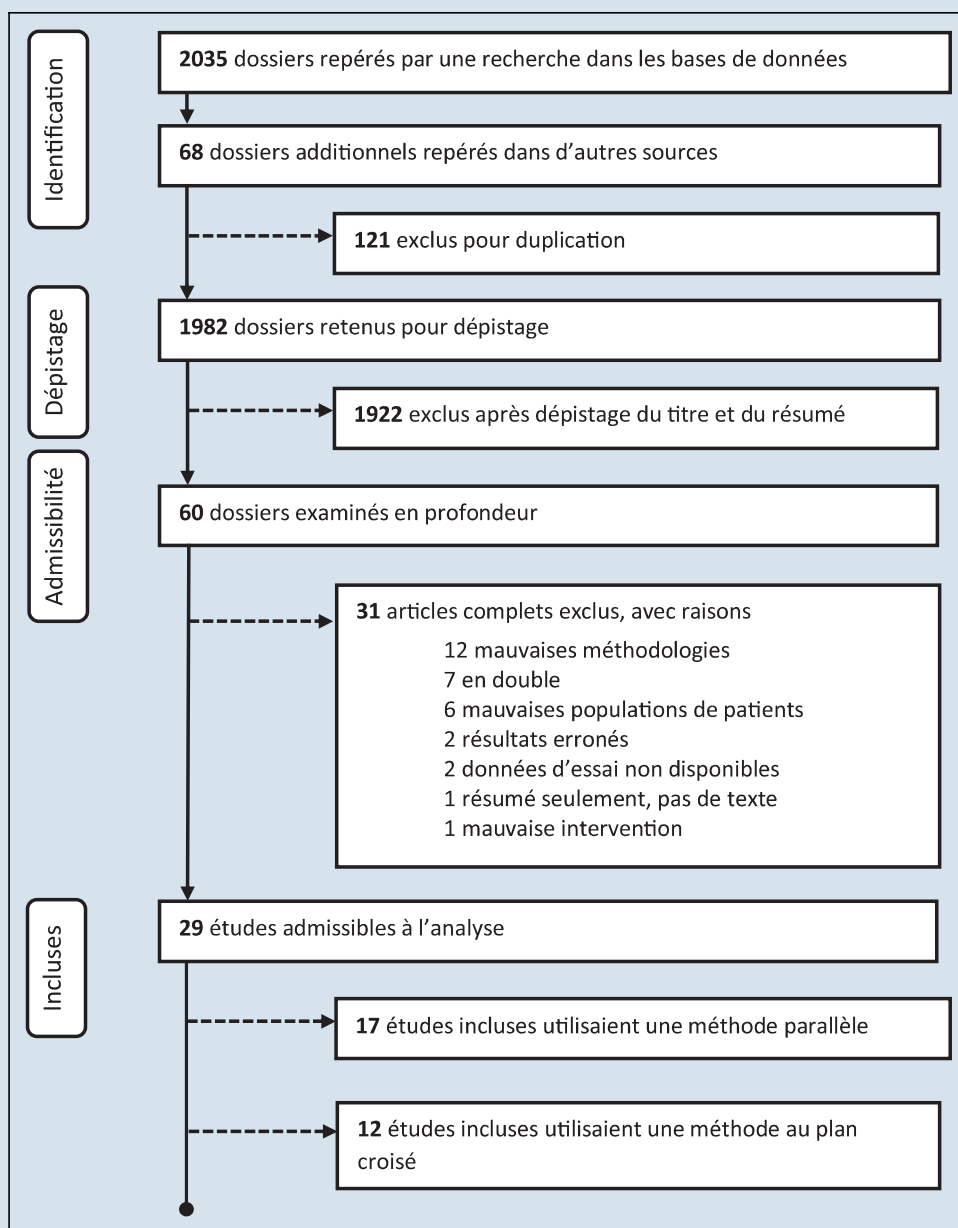 Identification
2035 dossiers repérés par une recherche dans les bases de données
68 dossiers additionnels repérés dans d'autres sources
121 exclus pour duplication
Dépistage
1982 dossiers retenus pour dépistage
1922 exclus après dépistage du titre et du résumé
Admissibilité
60 dossiers examinés en profondeur
31 articles complets exclus, avec raisons
12 mauvaises méthodologies
7 en double
6 mauvaises populations de patients
2 résultats erronés
2 données d'essai non disponibles
1 résumé seulement, pas de texte
1 mauvaise intervention
Incluses
29 études admissibles à l'analyse
17 études incluses utilisaient une méthode parallèle
12 études incluses utilisaient une méthode au plan
croisé